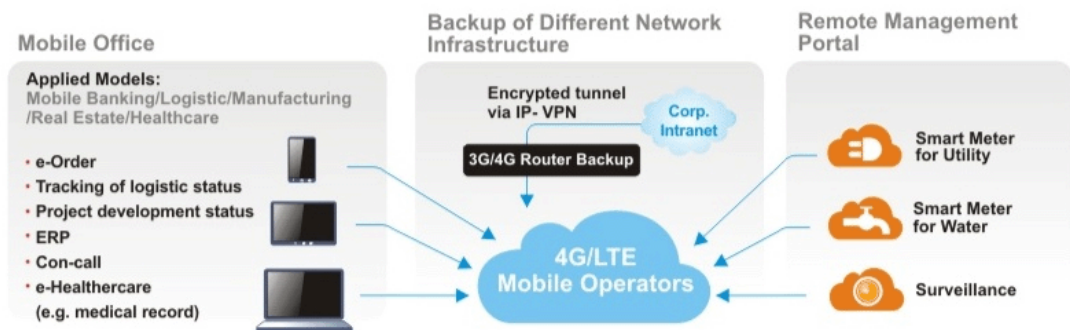 Mobile Office
Applied Models:
Mobile Banking/Logistic/Manufacturing
/Real Estate/Healthcare
• e-Order
• Tracking of logistic status
• Project development status
• ERP
• Con-call
• e-Healthercare
(e.g. medical record)
Backup of Different Network
Infrastructure
Encrypted tunnel
via IP- VPN
Corp.
Intranet
3G/4G Router Backup
4G/LTE
Mobile Operators
Remote Management
Portal
Smart Meter
for Utility
Smart Meter
for Water
Surveillance